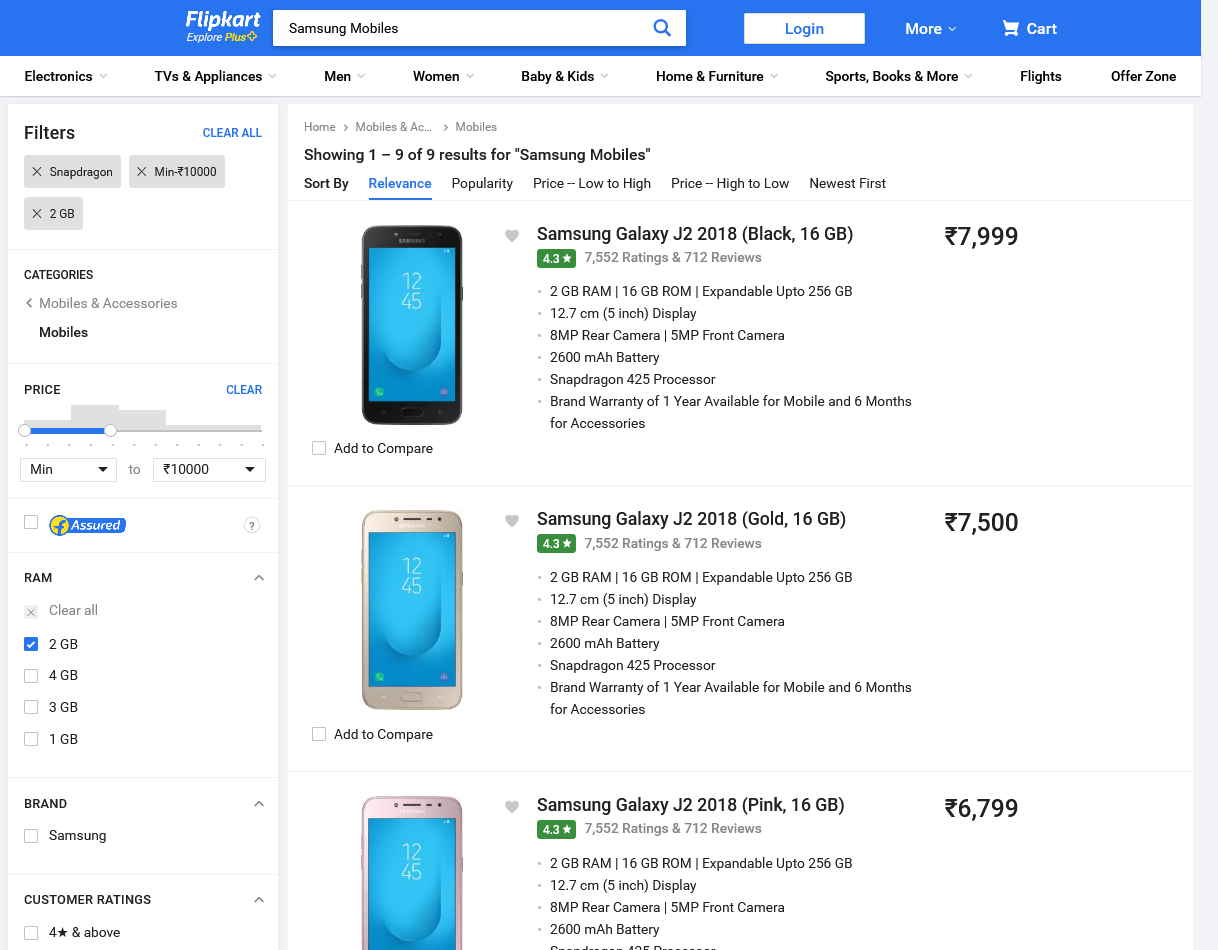 Flipkart
Explore Plus
Samsung Mobiles
Login
More
Cart
Electronics
TVs & Appliances
Men
Women
Baby & Kids
Home & Furniture
Sports, Books & More
Flights
Offer Zone
Filters
CLEAR ALL
Snapdragon
Min-₹10000
2 GB
CATEGORIES
Mobiles & Accessories
Mobiles
PRICE
CLEAR
Min
to
₹10000
Assured
?
RAM
Clear all
2 GB
4 GB
3 GB
1 GB
BRAND
Samsung
CUSTOMER RATINGS
4★ & above
Home
Mobiles & Ac...
Mobiles
Showing 1 – 9 of 9 results for "Samsung Mobiles"
Sort By
Relevance
Popularity
Price -- Low to High
Price -- High to Low
Newest First
SAMSUNG
12
45
Add to Compare
Samsung Galaxy J2 2018 (Black, 16 GB)
4.3 ★
7,552 Ratings & 712 Reviews
2 GB RAM | 16 GB ROM | Expandable Upto 256 GB
12.7 cm (5 inch) Display
8MP Rear Camera | 5MP Front Camera
2600 mAh Battery
Snapdragon 425 Processor
Brand Warranty of 1 Year Available for Mobile and 6 Months
for Accessories
₹7,999
12
45
Add to Compare
Samsung Galaxy J2 2018 (Gold, 16 GB)
4.3 ★
7,552 Ratings & 712 Reviews
2 GB RAM | 16 GB ROM | Expandable Upto 256 GB
12.7 cm (5 inch) Display
8MP Rear Camera | 5MP Front Camera
2600 mAh Battery
Snapdragon 425 Processor
Brand Warranty of 1 Year Available for Mobile and 6 Months
for Accessories
₹7,500
12
45
Samsung Galaxy J2 2018 (Pink, 16 GB)
4.3 ★
7,552 Ratings & 712 Reviews
2 GB RAM | 16 GB ROM | Expandable Upto 256 GB
12.7 cm (5 inch) Display
8MP Rear Camera | 5MP Front Camera
2600 mAh Battery
Snapdragon 425 Processor
₹6,799